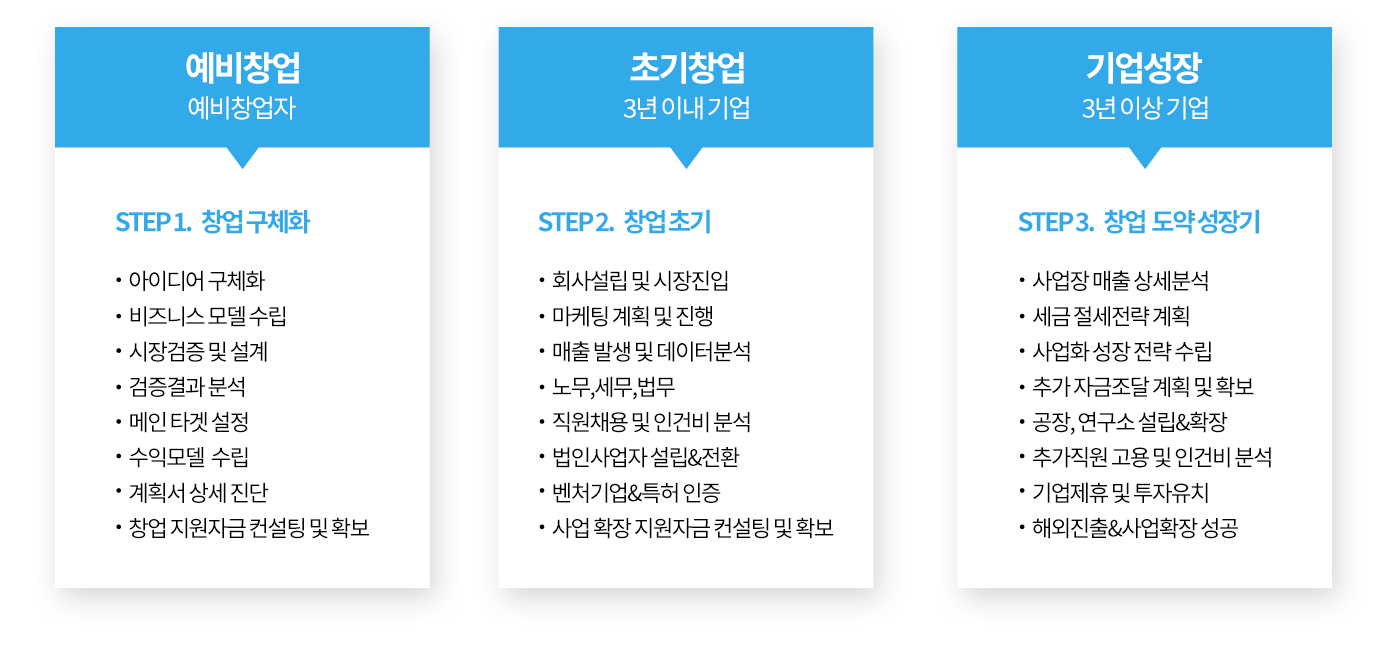 예비창업
예비창업자
STEP 1. 창업 구체화
• 아이디어 구체화
• 비즈니스 모델 수립
• 시장검증 및 설계
• 검증결과 분석
• 메인 타겟 설정
• 수익모델 수립
• 계획서 상세 진단
• 창업 지원자금 컨설팅 및 확보
초기창업
3년 이내 기업
STEP 2. 창업 초기
• 회사설립 및 시장진입
• 마케팅 계획 및 진행
• 매출 발생 및 데이터분석
• 노무,세무,법무
• 직원채용 및 인건비 분석
• 법인사업자 설립&전환
• 벤처기업&특허 인증
• 사업 확장 지원자금 컨설팅 및 확보
기업성장
3년 이상 기업
STEP 3. 창업 도약 성장기
• 사업장 매출 상세분석
• 세금 절세전략 계획
• 사업화 성장 전략 수립
• 추가 자금조달 계획 및 확보
• 공장, 연구소 설립&확장
• 추가직원 고용 및 인건비 분석
• 기업제휴 및 투자유치
• 해외진출&사업확장 성공